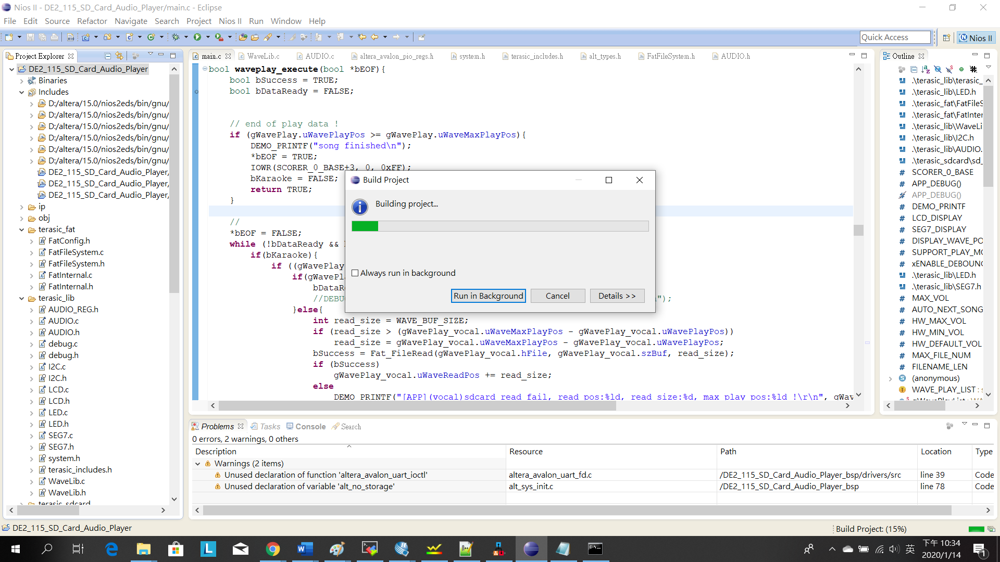 Nios II - DE2_115_SD_Card_Audio_Player/main.c - Eclipse
File Edit Source Refactor Navigate Search Project Nios II Run Window Help
Quick Access
Nios II
Project Explorer
DE2_115_SD_Card_Audio_Player
Binaries
Includes
D:/altera/15.0/nios2eds/bin/gnu/
D:/altera/15.0/nios2eds/bin/gnu/
D:/altera/15.0/nios2eds/bin/gnu/
D:/altera/15.0/nios2eds/bin/gnu/
D:/altera/15.0/nios2eds/bin/gnu/
D:/altera/15.0/nios2eds/bin/gnu/
DE2_115_SD_Card_Audio_Player,
DE2_115_SD_Card_Audio_Player,
DE2_115_SD_Card_Audio_Player,
ip
obj
terasic_fat
FatConfig.h
FatFileSystem.c
FatFileSystem.h
FatInternal.c
FatInternal.h
terasic_lib
AUDIO_REG.h
AUDIO.c
AUDIO.h
debug.c
debug.h
I2C.c
I2C.h
LCD.c
LCD.h
LED.c
LED.h
SEG7.c
SEG7.h
system.h
terasic_includes.h
WaveLib.c
WaveLib.h
terasic_sdcard
main.c WaveLib.c AUDIO.c altera_avalon_pio_regs.h system.h terasic_includes.h alt_types.h FatFileSystem.h AUDIO.h
bool waveplay_execute(bool *bEOF){
bool bSuccess = TRUE;
bool bDataReady = FALSE;
// end of play data !
if (gWavePlay.uWavePlayPos >= gWavePlay.uWaveMaxPlayPos){
DEMO_PRINTF("song finished\n");
*bEOF = TRUE;
IOWR(SCORER_0_BASE+3, 0, 0xFF);
bKaraoke = FALSE;
return TRUE;
}
//
*bEOF = FALSE;
while (!bDataReady &&
if(bKaraoke){
if ((gWavePlay
if(gWavePl
bDataR
//DEBU
");
}else{
int read_size = WAVE_BUF_SIZE;
if (read_size > (gWavePlay_vocal.uWaveMaxPlayPos - gWavePlay_vocal.uWavePlayPos))
read_size = gWavePlay_vocal.uWaveMaxPlayPos - gWavePlay_vocal.uWavePlayPos;
bSuccess = Fat_FileRead(gWavePlay_vocal.hFile, gWavePlay_vocal.szBuf, read_size);
if (bSuccess)
gWavePlay_vocal.uWaveReadPos += read_size;
else
DEMO_PRINTF("[APP](vocal)sdcard read fail, read pos:%ld, read size:%d, max play pos:%ld !\r\n", gWav
Build Project
Building project...
Always run in background
Run in Background Cancel Details >>
Outline
.\terasic_lib\terasic_
.\terasic_lib\LED.h
.\terasic_fat\FatFileS
.\terasic_fat\FatInter
.\terasic_lib\WaveLi
.\terasic_lib\I2C.h
.\terasic_lib\AUDIO.
.\terasic_sdcard\sd_
SCORER_0_BASE
APP_DEBUG()
APP_DEBUG()
DEMO_PRINTF
LCD_DISPLAY
SEG7_DISPLAY
DISPLAY_WAVE_PO
SUPPORT_PLAY_MO
xENABLE_DEBOUNC
.\terasic_lib\LED.h
.\terasic_lib\SEG7.h
MAX_VOL
AUTO_NEXT_SONG
HW_MAX_VOL
HW_MIN_VOL
HW_DEFAULT_VOL
MAX_FILE_NUM
FILENAME_LEN
(anonymous)
WAVE_PLAY_LIST : s
Problems Tasks Console Search
0 errors, 2 warnings, 0 others
Description Resource Path Location Type
Warnings (2 items)
Unused declaration of function 'altera_avalon_uart_ioctl' altera_avalon_uart_fd.c /DE2_115_SD_Card_Audio_Player_bsp/drivers/src line 39 Code
Unused declaration of variable 'alt_no_storage' alt_sys_init.c /DE2_115_SD_Card_Audio_Player_bsp line 78 Code
DE2_115_SD_Card_Audio_Player
Build Project: (15%)
英
下午 10:34
2020/1/14
1